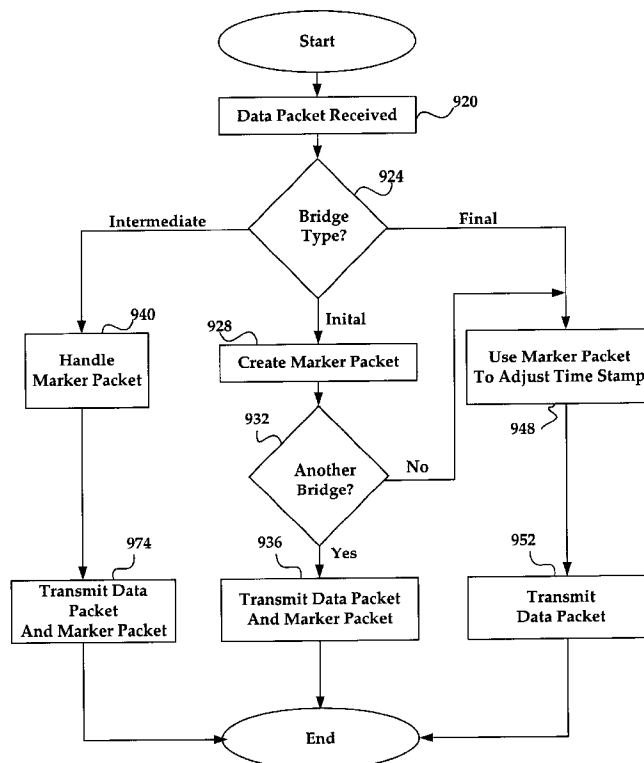 Start
920
Data Packet Received
924
Bridge
Type?
Intermediate
Final
Inital
940
Handle
Marker Packet
928
Create Marker Packet
Use Marker Packet
To Adjust Time Stamp
948
932
Another
Bridge?
No
Yes
974
Transmit Data
Packet
And Marker Packet
936
Transmit Data Packet
And Marker Packet
952
Transmit
Data Packet
End